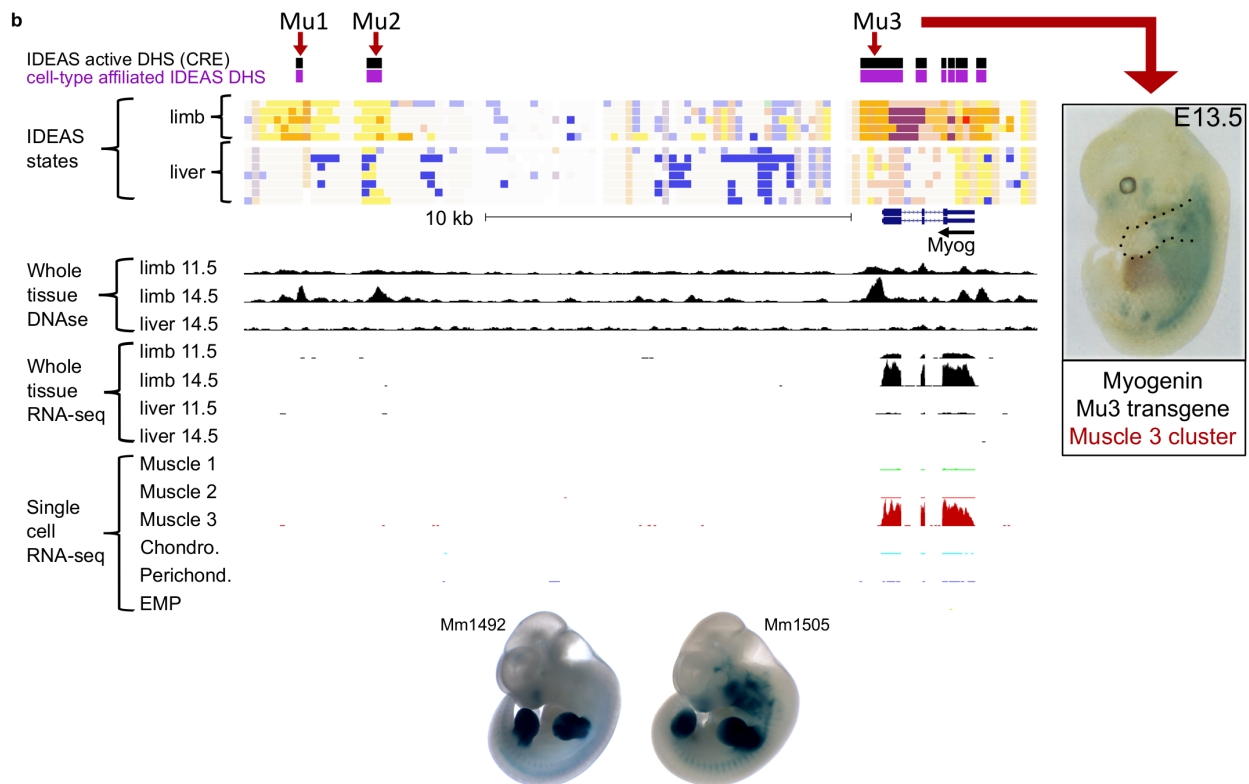 b
Mu1
Mu2
Mu3
IDEAS active DHS (CRE)
cell-type affiliated IDEAS DHS
IDEAS
states
limb
liver
10 kb
Myog
E13.5
Whole
tissue
DNAse
limb 11.5
limb 14.5
liver 14.5
Whole
tissue
RNA-seq
limb 11.5
limb 14.5
liver 11.5
liver 14.5
Myogenin
Mu3 transgene
Muscle 3 cluster
Single
cell
RNA-seq
Muscle 1
Muscle 2
Muscle 3
Chondro.
Perichond.
EMP
Mm1492
Mm1505